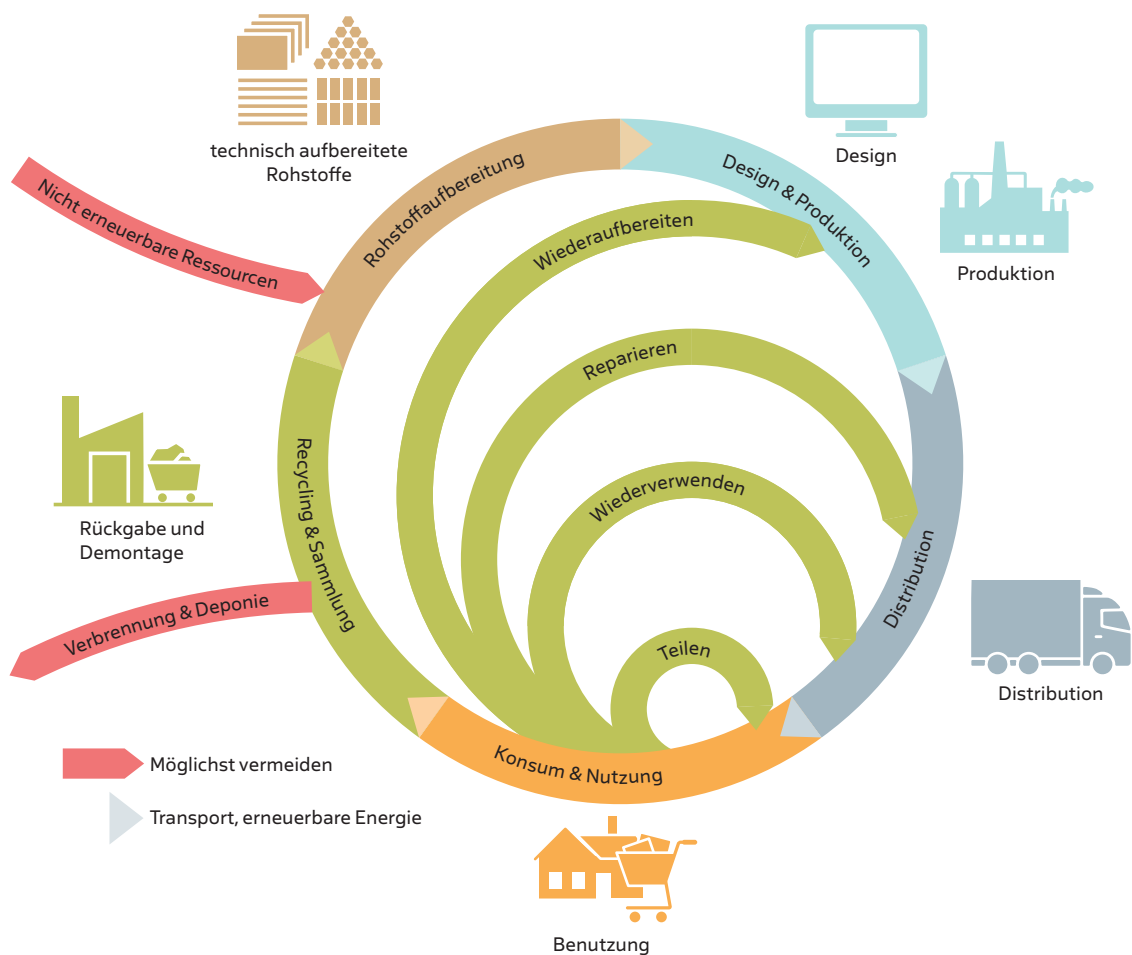 technisch aufbereitete
Rohstoffe
Design
Produktion
Nicht erneuerbare Ressourcen
Rohstoffaufbereitung
Design & Produktion
Wiederaufbereiten
Reparieren
Wiederverwenden
Teilen
Recycling & Sammlung
Distribution
Konsum & Nutzung
Rückgabe und
Demontage
Verbrennung & Deponie
Distribution
Möglichst vermeiden
Transport, erneuerbare Energie
Benutzung